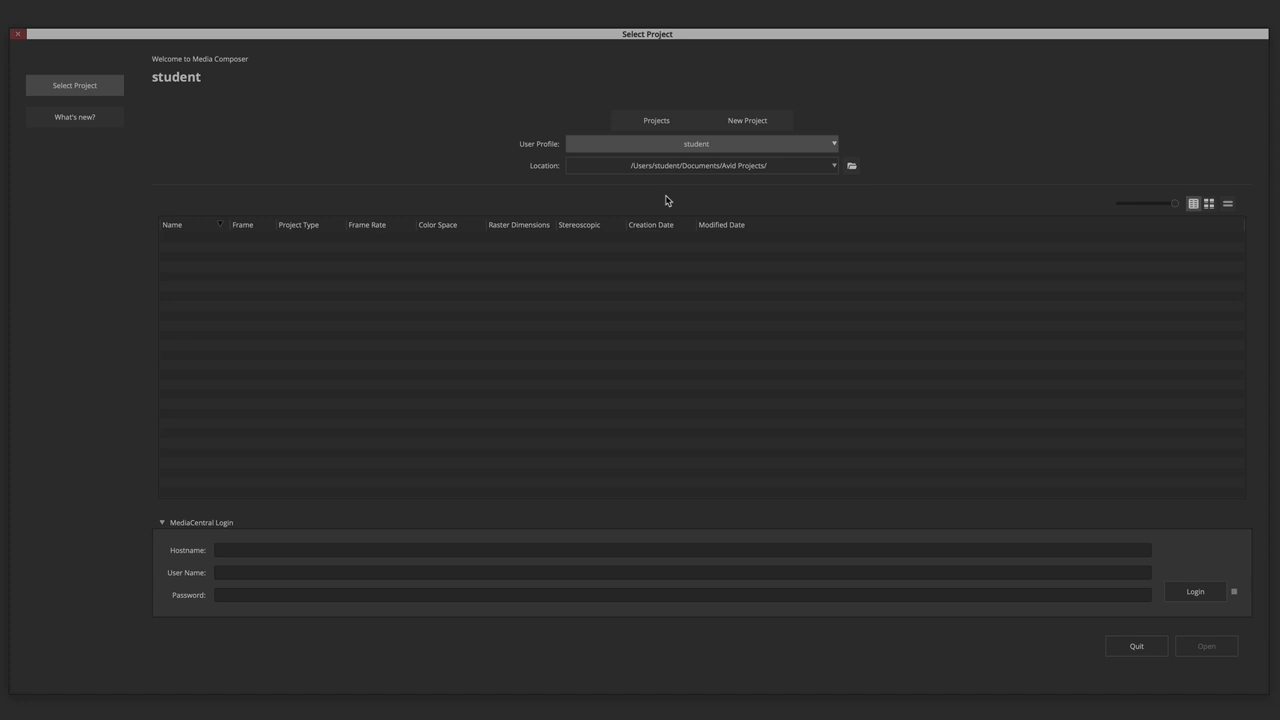 Select Project
Welcome to Media Composer
student
Select Project
What's new?
Projects New Project
User Profile: student
Location: /Users/student/Documents/Avid Projects/
Name Frame Project Type Frame Rate Color Space Raster Dimensions Stereoscopic Creation Date Modified Date
MediaCentral Login
Hostname:
User Name:
Password:
Login
Quit Open